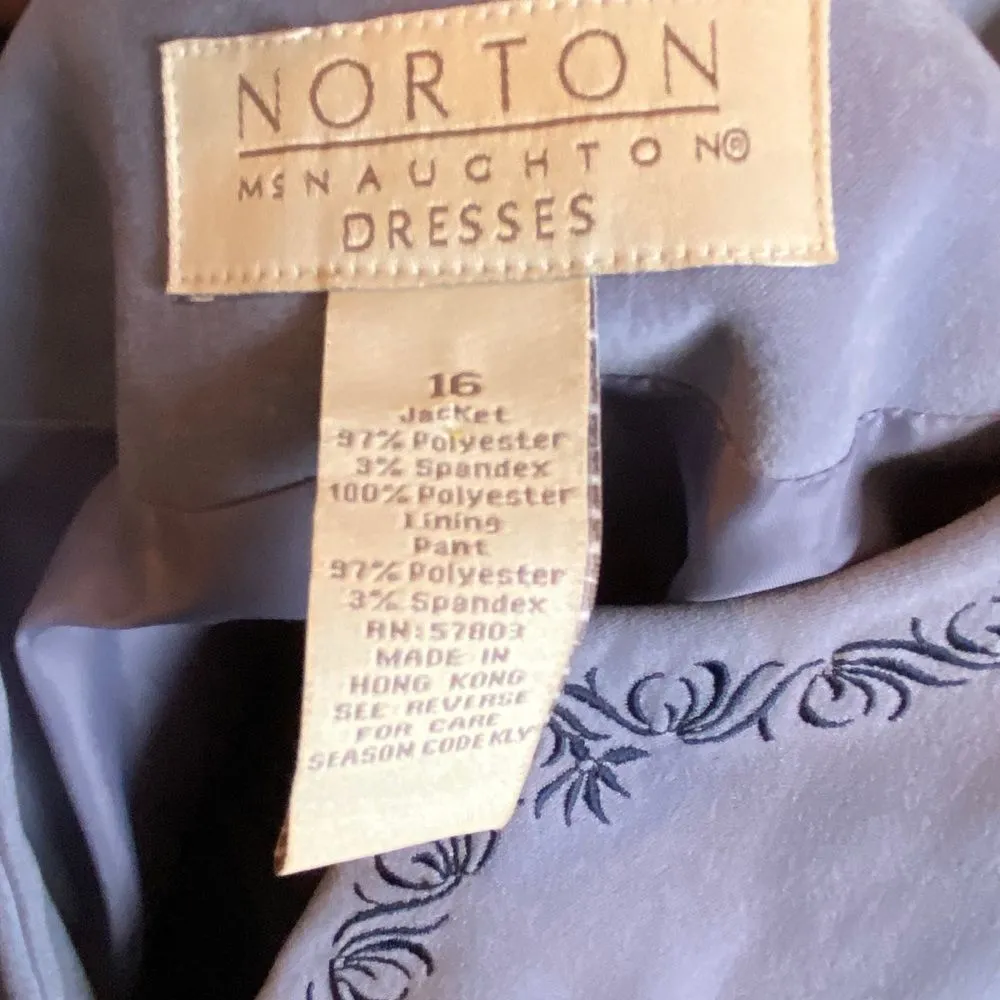 NORTON
McNAUGHTON©
DRESSES
16
Jacket
97% Polyester
3% Spandex
100% Polyester
Lining
Pant
97% Polyester
3% Spandex
RN:57803
MADE IN
HONG KONG
SEE REVERSE
FOR CARE
SEASON CODE KLY